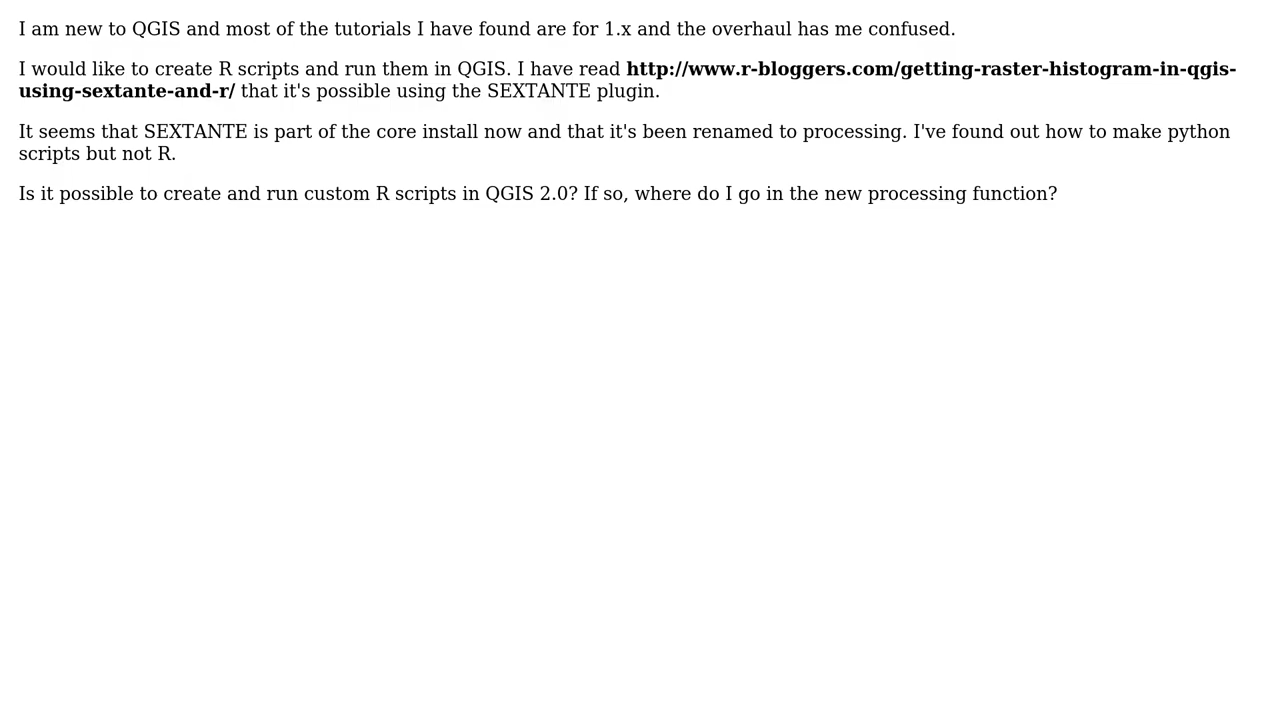 I am new to QGIS and most of the tutorials I have found are for 1.x and the overhaul has me confused.
I would like to create R scripts and run them in QGIS. I have read http://www.r-bloggers.com/getting-raster-histogram-in-qgis-
using-sextante-and-r/ that it's possible using the SEXTANTE plugin.
It seems that SEXTANTE is part of the core install now and that it's been renamed to processing. I've found out how to make python
scripts but not R.
Is it possible to create and run custom R scripts in QGIS 2.0? If so, where do I go in the new processing function?